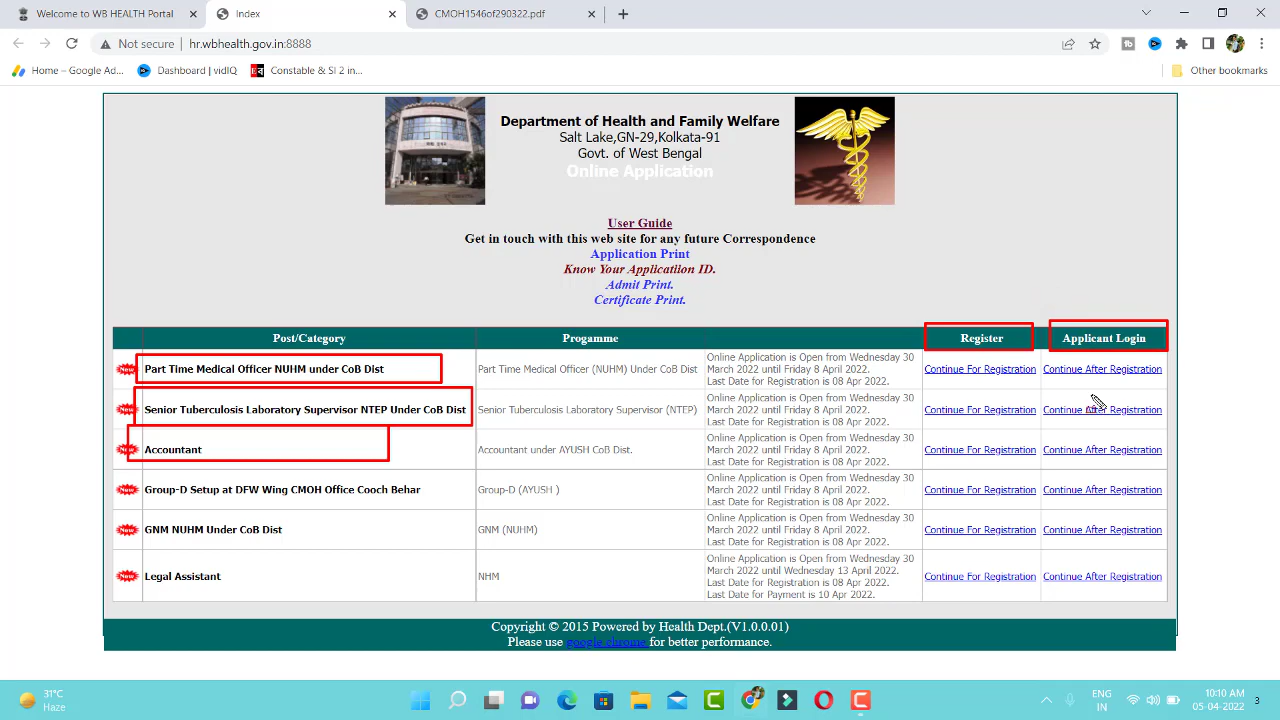 Welcome to WB HEALTH Portal
Index
CMOH1546of290322.pdf
Not secure
hr.wbhealth.gov.in:8888
Home – Google Ad...
Dashboard | vidIQ
Constable & SI 2 in...
Other bookmarks
Department of Health and Family Welfare
Salt Lake,GN-29,Kolkata-91
Govt. of West Bengal
Online Application
User Guide
Get in touch with this web site for any future Correspondence
Application Print
Know Your Applicatiion ID.
Admit Print.
Certificate Print.
Post/Category Progamme Register Applicant Login
New Part Time Medical Officer NUHM under CoB Dist Part Time Medical Officer (NUHM) Under CoB Dist
Online Application is Open from Wednesday 30
March 2022 until Friday 8 April 2022.
Last Date for Registration is 08 Apr 2022.
Continue For Registration Continue After Registration
New Senior Tuberculosis Laboratory Supervisor NTEP Under CoB Dist Senior Tuberculosis Laboratory Supervisor (NTEP)
Online Application is Open from Wednesday 30
March 2022 until Friday 8 April 2022.
Last Date for Registration is 08 Apr 2022.
Continue For Registration Continue After Registration
New Accountant Accountant under AYUSH CoB Dist.
Online Application is Open from Wednesday 30
March 2022 until Friday 8 April 2022.
Last Date for Registration is 08 Apr 2022.
Continue For Registration Continue After Registration
New Group-D Setup at DFW Wing CMOH Office Cooch Behar Group-D (AYUSH )
Online Application is Open from Wednesday 30
March 2022 until Friday 8 April 2022.
Last Date for Registration is 08 Apr 2022.
Continue For Registration Continue After Registration
New GNM NUHM Under CoB Dist GNM (NUHM)
Online Application is Open from Wednesday 30
March 2022 until Friday 8 April 2022.
Last Date for Registration is 08 Apr 2022.
Continue For Registration Continue After Registration
New Legal Assistant NHM
Online Application is Open from Wednesday 30
March 2022 until Wednesday 13 April 2022.
Last Date for Registration is 08 Apr 2022.
Last Date for Payment is 10 Apr 2022.
Continue For Registration Continue After Registration
Copyright © 2015 Powered by Health Dept.(V1.0.0.01)
Please use google chrome for better performance.
31°C
Haze
ENG
IN
10:10 AM
05-04-2022
3